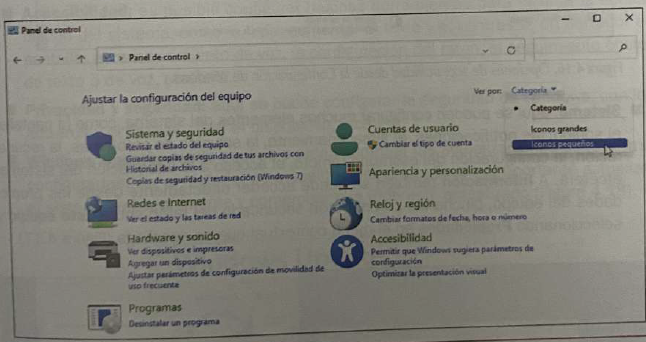 Panel de control
Panel de control
Ajustar la configuración del equipo
Ver por: Categoría
Categoría
Iconos grandes
Iconos pequeños
Sistema y seguridad
Revisar el estado del equipo
Guardar copias de seguridad de tus archivos con
Historial de archivos
Copias de seguridad y restauración (Windows 7)
Redes e Internet
Ver el estado y las tareas de red
Hardware y sonido
Ver dispositivos e impresoras
Agregar un dispositivo
Ajustar parámetros de configuración de movilidad de
uso frecuente
Programas
Desinstalar un programa
Cuentas de usuario
Cambiar el tipo de cuenta
Apariencia y personalización
Reloj y región
Cambiar formatos de fecha, hora o número
Accesibilidad
Permitir que Windows sugiera parámetros de
configuración
Optimizar la presentación visual